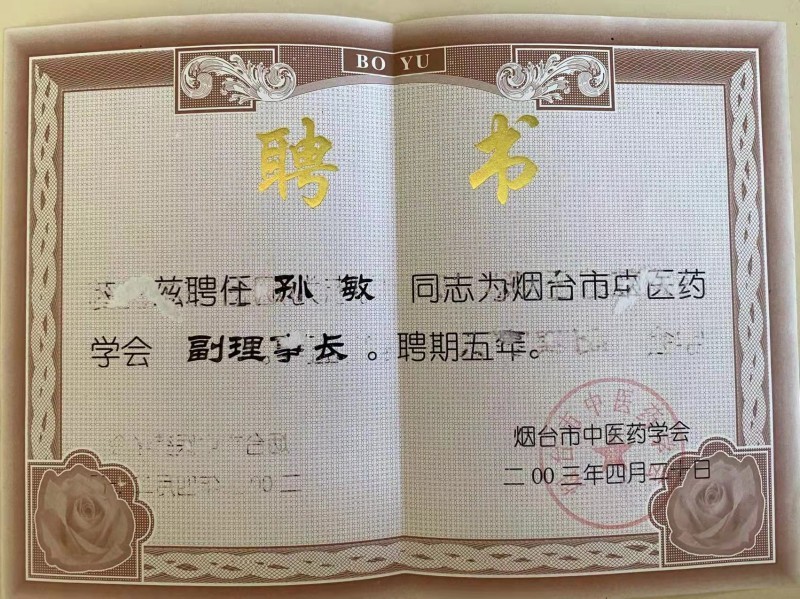 BO YU
聘书
兹聘任 孙敏 同志为烟台市中医药
学会 副理事长 。聘期五年。
烟台市中医药学会
二00三年四月二十日